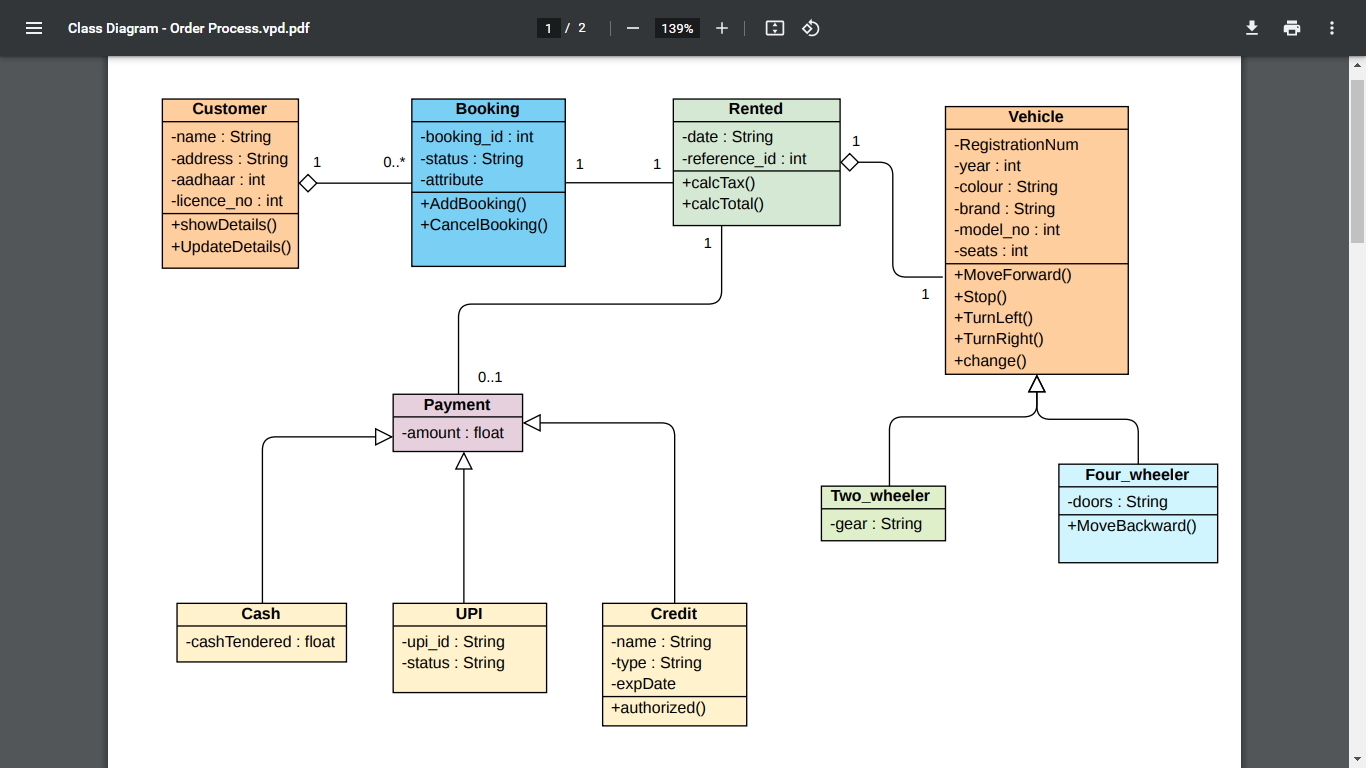 Class Diagram - Order Process.vpd.pdf
1 / 2
139%
Customer
-name : String
-address : String
-aadhaar : int
-licence_no : int
+showDetails()
+UpdateDetails()
1
0..*
Booking
-booking_id : int
-status : String
-attribute
+AddBooking()
+CancelBooking()
1
1
Rented
-date : String
-reference_id : int
+calcTax()
+calcTotal()
1
1
Vehicle
-RegistrationNum
-year : int
-colour : String
-brand : String
-model_no : int
-seats : int
+MoveForward()
+Stop()
+TurnLeft()
+TurnRight()
+change()
1
0..1
Payment
-amount : float
Two_wheeler
-gear : String
Four_wheeler
-doors : String
+MoveBackward()
Cash
-cashTendered : float
UPI
-upi_id : String
-status : String
Credit
-name : String
-type : String
-expDate
+authorized()